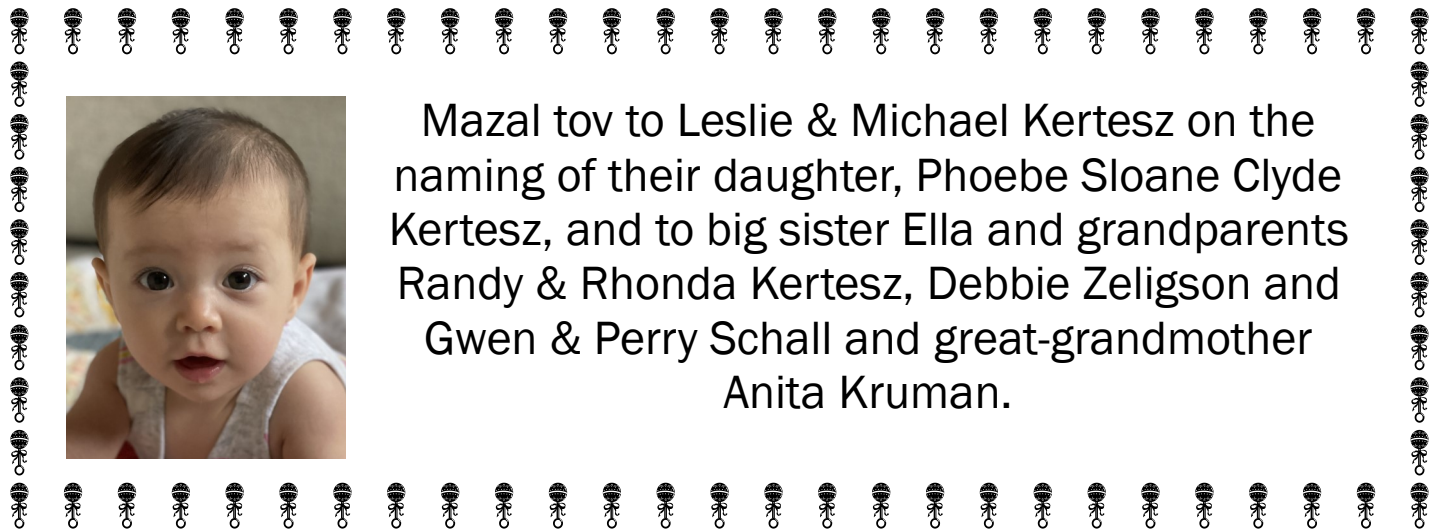 Mazal tov to Leslie & Michael Kertesz on the
naming of their daughter, Phoebe Sloane Clyde
Kertesz, and to big sister Ella and grandparents
Randy & Rhonda Kertesz, Debbie Zeligson and
Gwen & Perry Schall and great-grandmother
Anita Kruman.